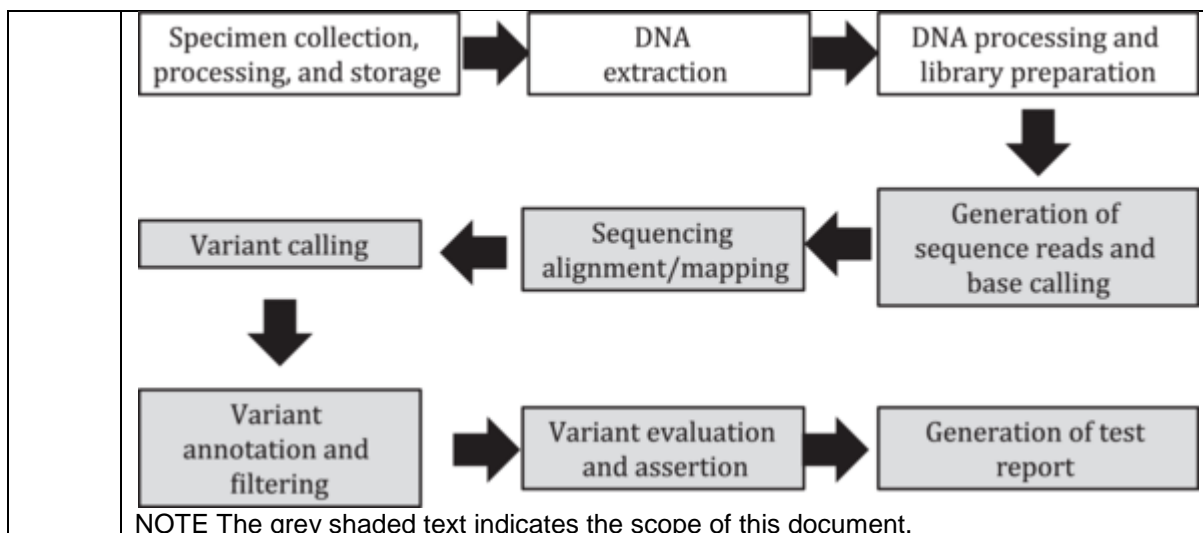 Specimen collection,
processing, and storage
DNA
extraction
DNA processing and
library preparation
Generation of
sequence reads and
base calling
Sequencing
alignment/mapping
Variant calling
Variant
annotation and
filtering
Variant evaluation
and assertion
Generation of test
report
NOTE The grey shaded text indicates the scope of this document.